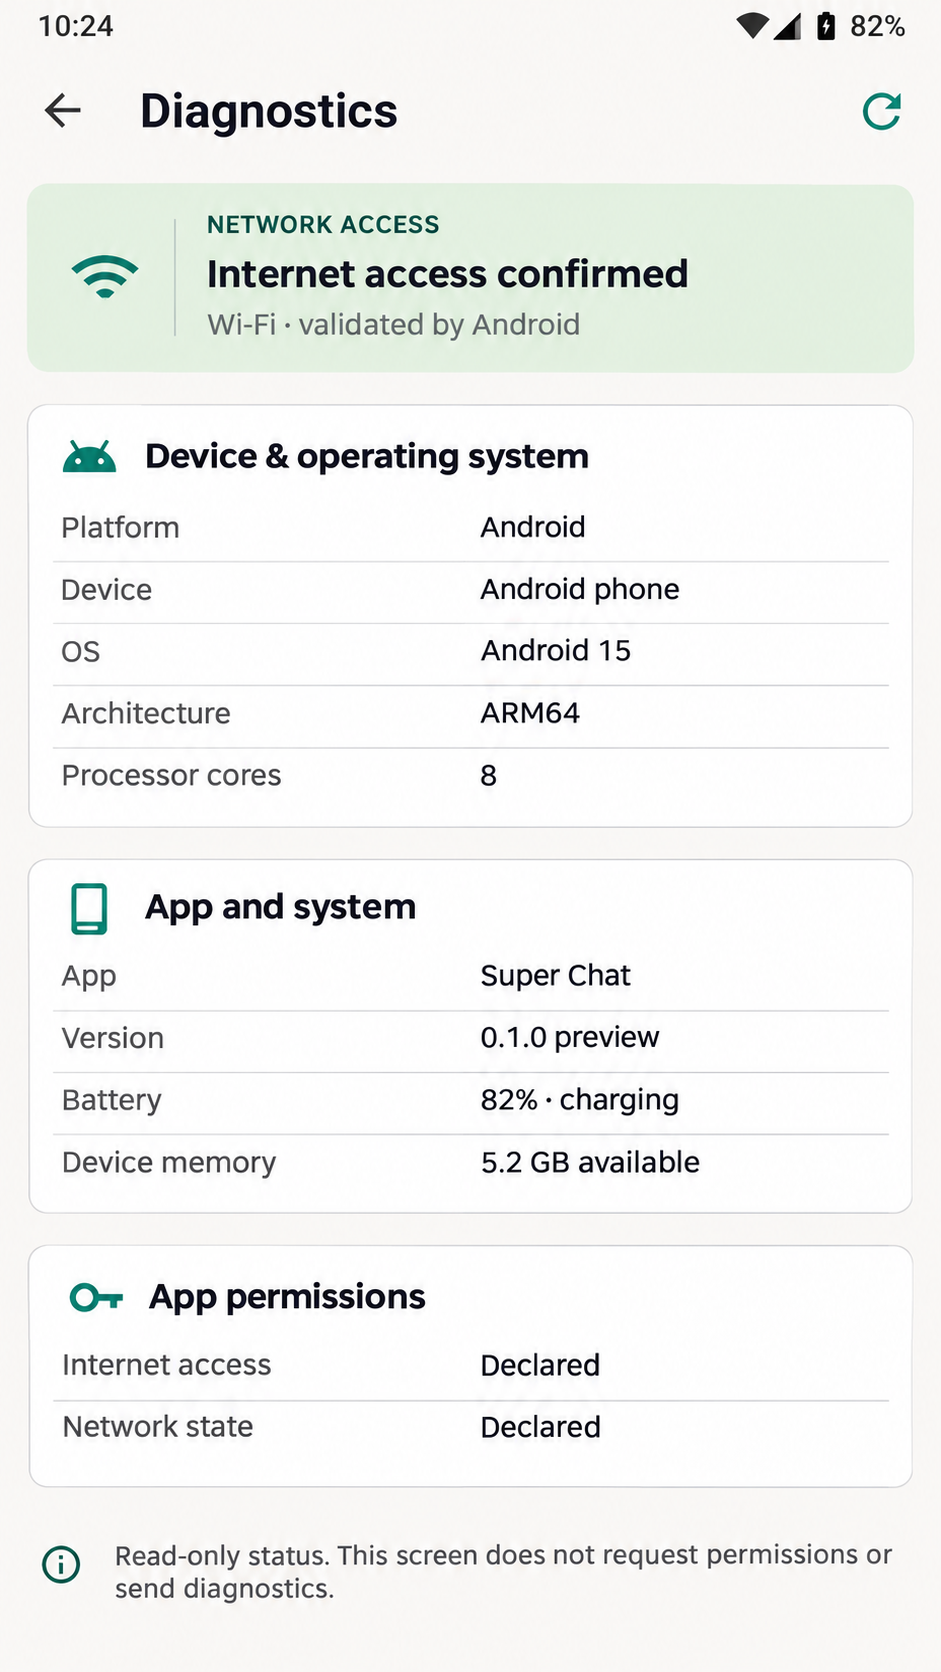 10:24
82%
Diagnostics
NETWORK ACCESS
Internet access confirmed
Wi-Fi · validated by Android
Device & operating system
Platform Android
Device Android phone
OS Android 15
Architecture ARM64
Processor cores 8
App and system
App Super Chat
Version 0.1.0 preview
Battery 82% · charging
Device memory 5.2 GB available
App permissions
Internet access Declared
Network state Declared
Read-only status. This screen does not request permissions or
send diagnostics.